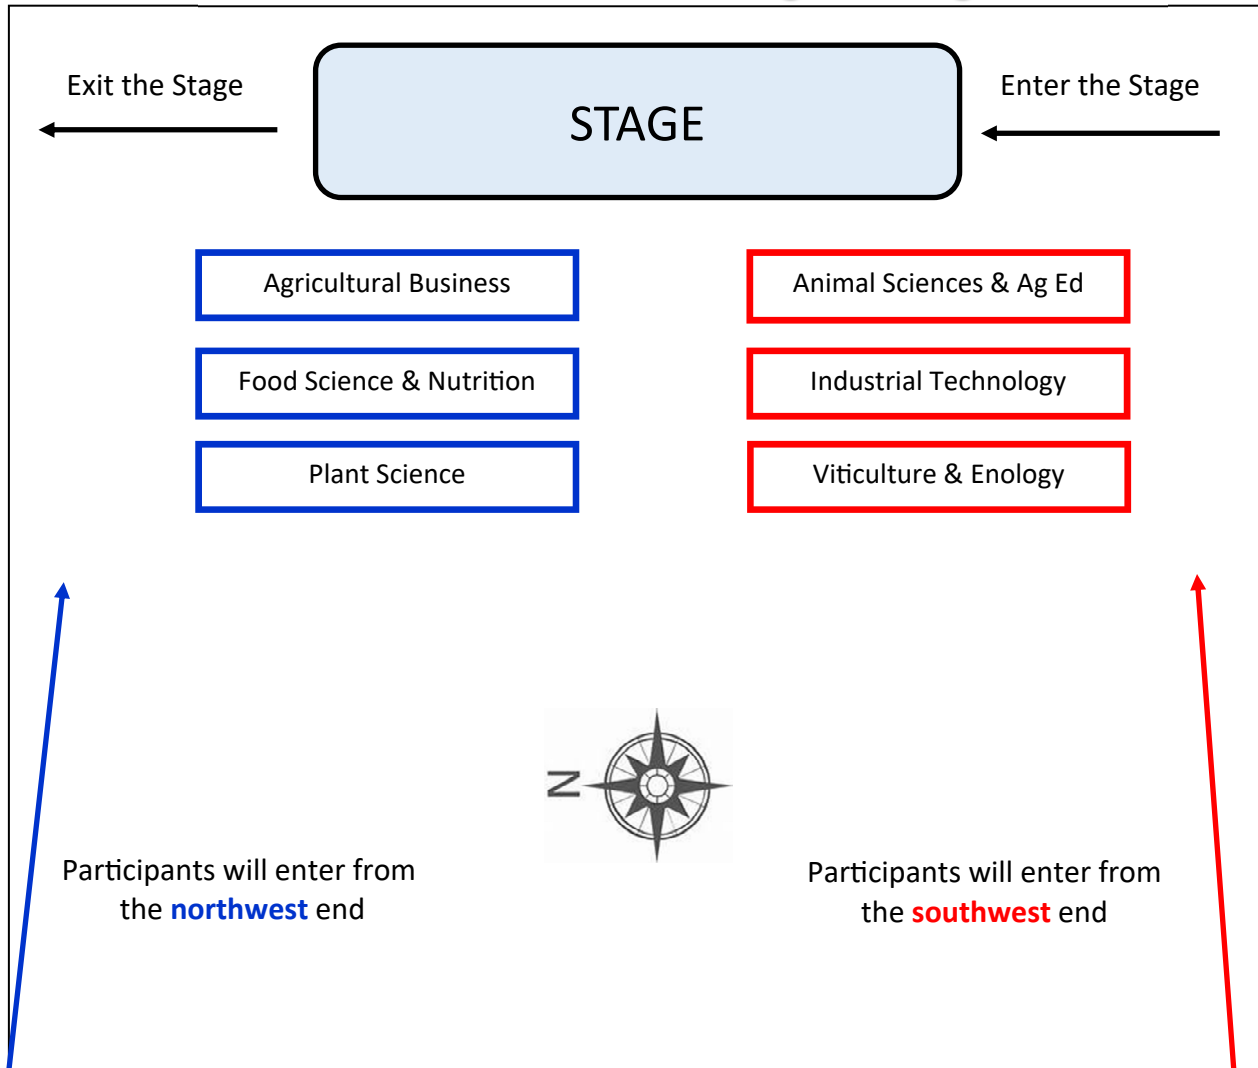 Exit the Stage
STAGE
Enter the Stage
Agricultural Business
Animal Sciences & Ag Ed
Food Science & Nutrition
Industrial Technology
Plant Science
Viticulture & Enology
N
Participants will enter from
the northwest end
Participants will enter from
the southwest end